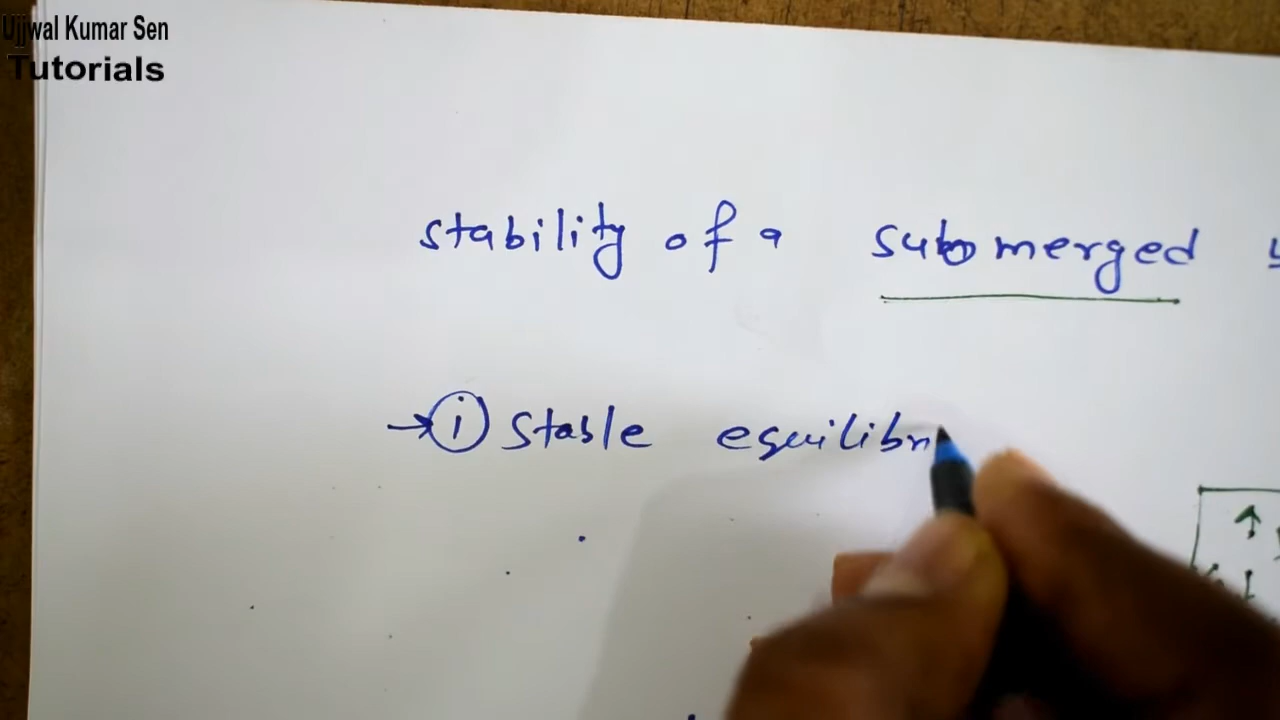 Ujjwal Kumar Sen
Tutorials
stability of a submerged
→ (i) Stable equilibri